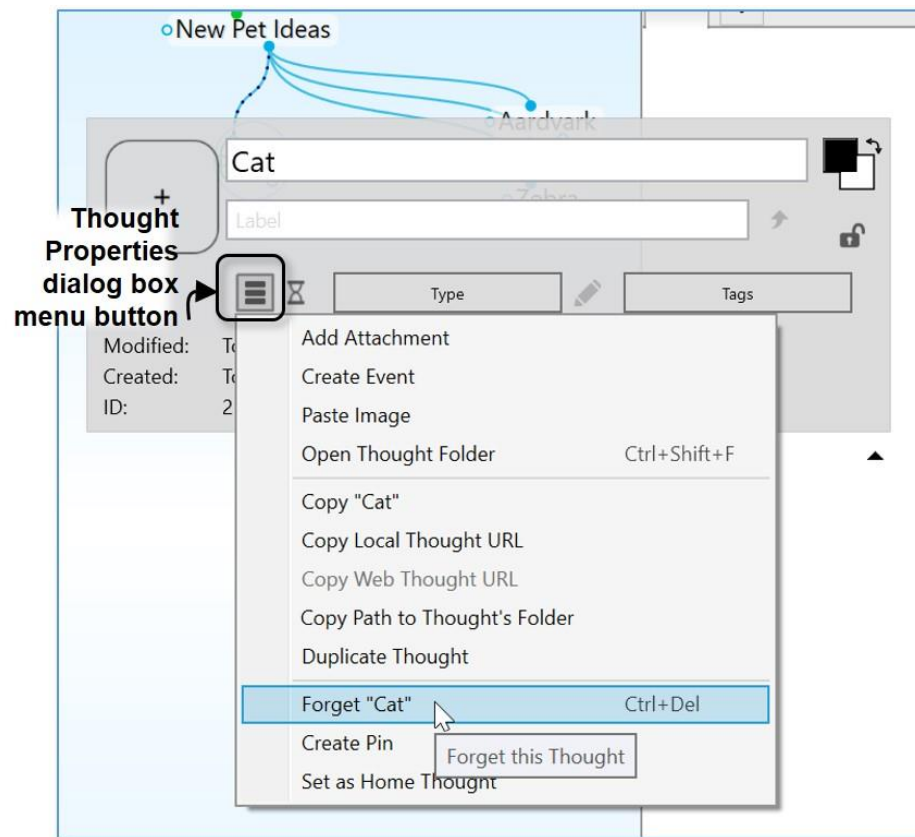 New Pet Ideas
Aardvark
Cat
Zebra
Label
Thought
Properties
dialog box
menu button
Type
Tags
Modified:
Created:
ID: 2
Add Attachment
Create Event
Paste Image
Open Thought Folder Ctrl+Shift+F
Copy "Cat"
Copy Local Thought URL
Copy Web Thought URL
Copy Path to Thought's Folder
Duplicate Thought
Forget "Cat" Ctrl+Del
Create Pin
Forget this Thought
Set as Home Thought